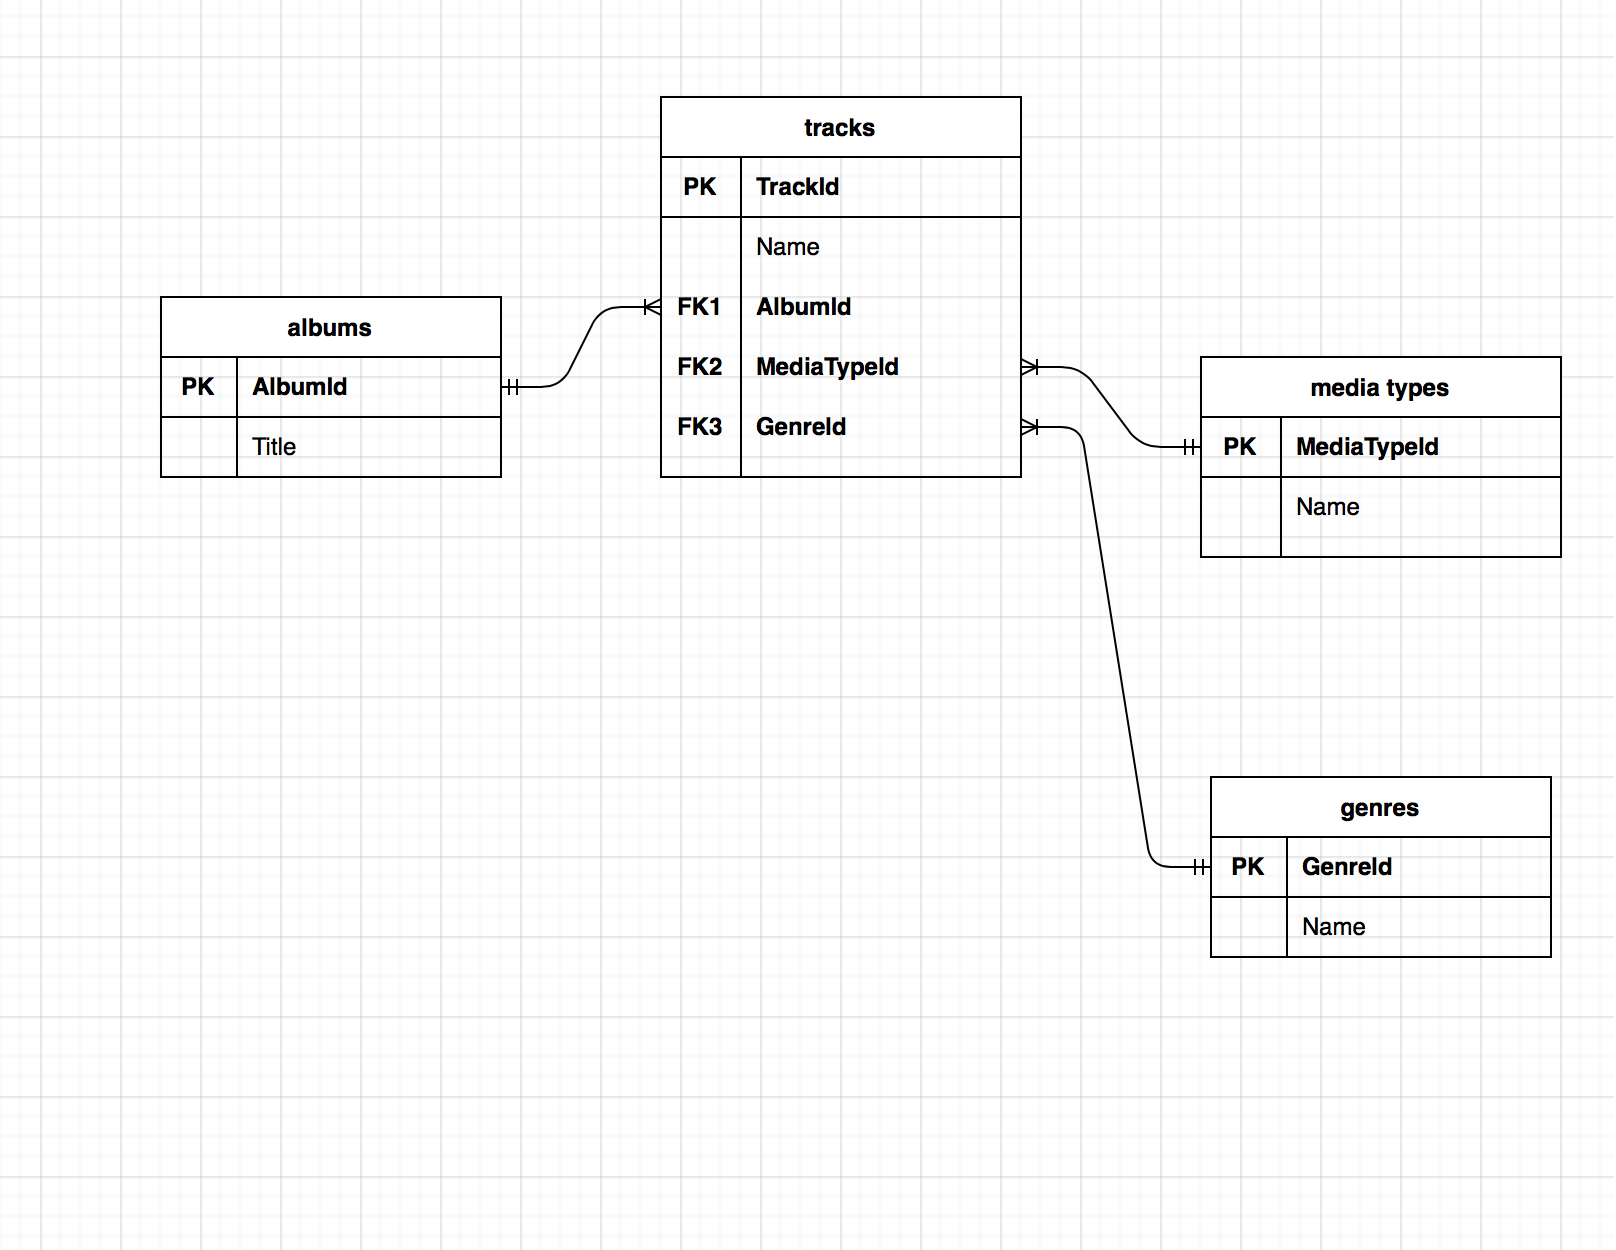 tracks
PK TrackId
Name
FK1 AlbumId
FK2 MediaTypeId
FK3 GenreId
albums
PK AlbumId
Title
media types
PK MediaTypeId
Name
genres
PK GenreId
Name